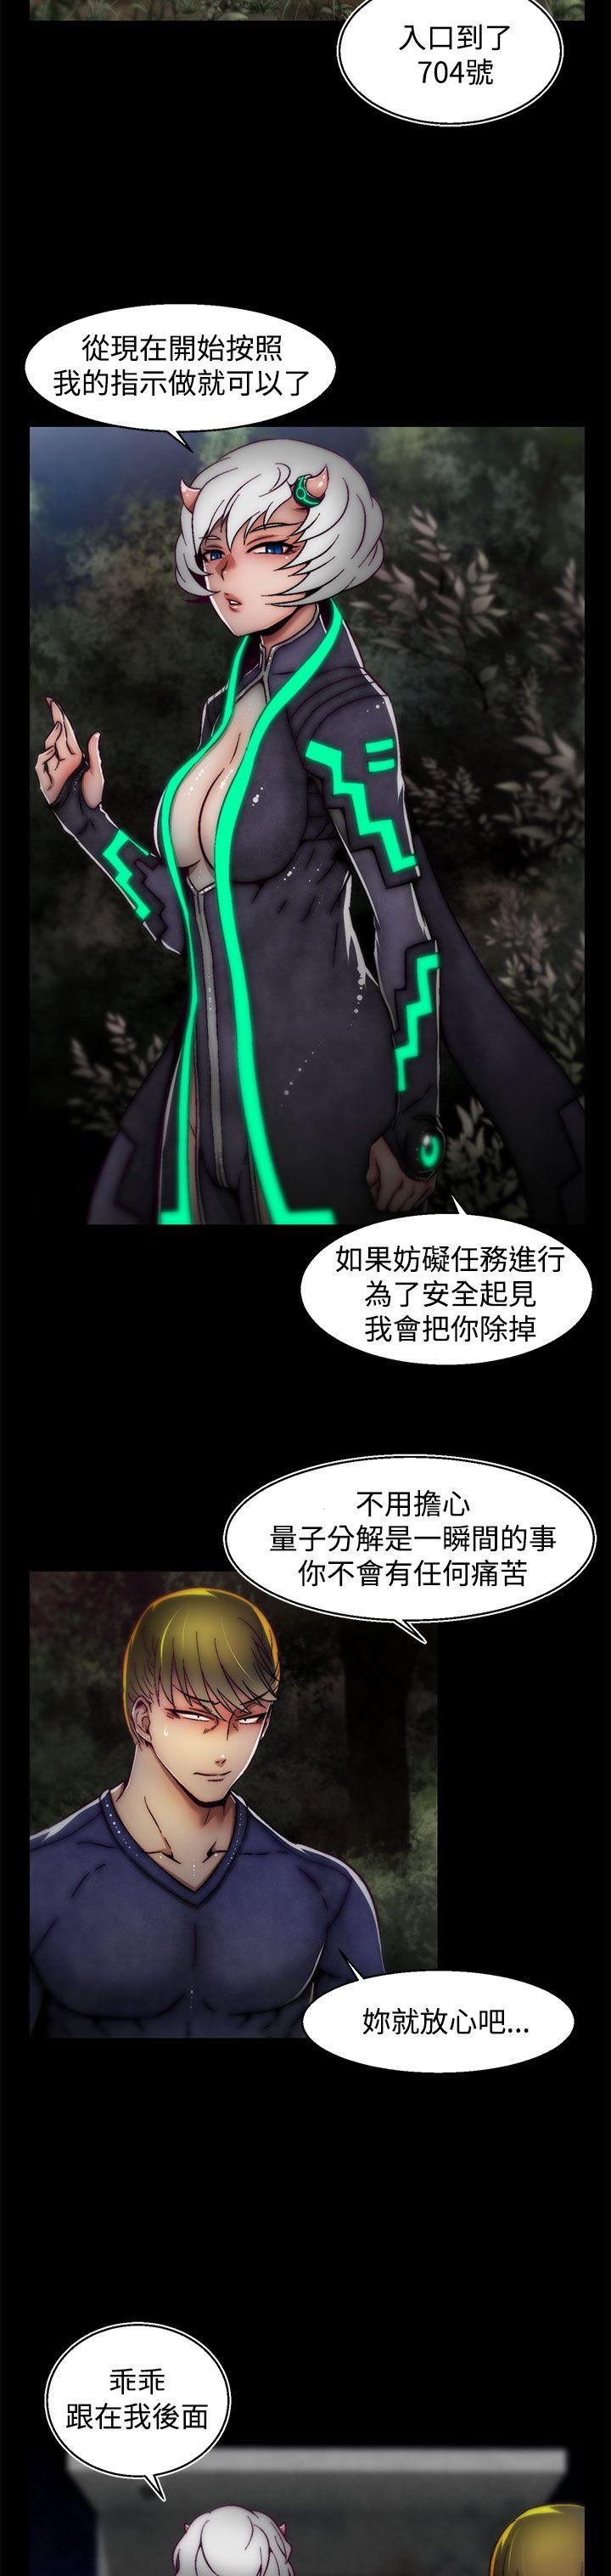 入口到了
704號
從現在開始按照
我的指示做就可以了
如果妨礙任務進行
為了安全起見
我會把你除掉
不用擔心
量子分解是一瞬間的事
你不會有任何痛苦
妳就放心吧...
乖乖
跟在我後面